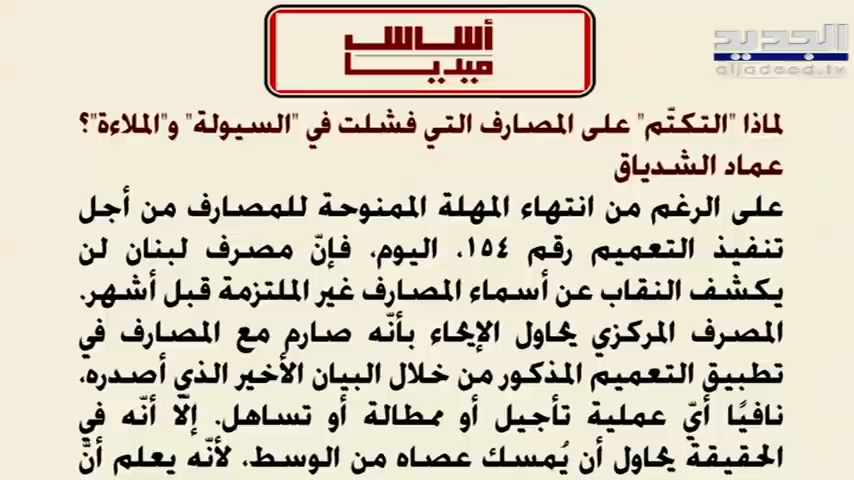 أساس
ميديا
الجديد
aljadeed.tv
لماذا "التكتّم" على المصارف التي فشلت في "السيولة" و"الملاءة"؟
عماد الشدياق
على الرغم من انتهاء المهلة الممنوحة للمصارف من أجل
تنفيذ التعميم رقم ١٥٤، اليوم، فإنّ مصرف لبنان لن
يكشف النقاب عن أسماء المصارف غير الملتزمة قبل أشهر.
المصرف المركزي يحاول الإيحاء بأنّه صارم مع المصارف في
تطبيق التعميم المذكور من خلال البيان الأخير الذي أصدره،
نافيًا أيّ عملية تأجيل أو مماطلة أو تساهل. إلّا أنّه في
الحقيقة يحاول أن يُمسك عصاه من الوسط، لأنّه يعلم أنّ